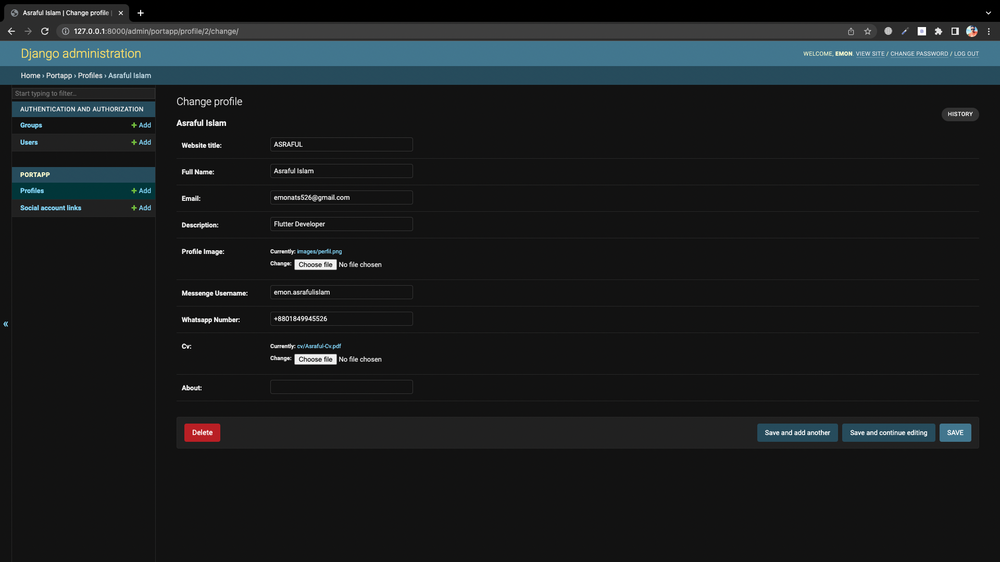 Asraful Islam | Change profile |
127.0.0.1:8000/admin/portapp/profile/2/change/
B
Django administration
WELCOME, EMON. VIEW SITE / CHANGE PASSWORD / LOG OUT
Home › Portapp › Profiles › Asraful Islam
Start typing to filter...
AUTHENTICATION AND AUTHORIZATION
Groups + Add
Users + Add
PORTAPP
Profiles + Add
Social account links + Add
«
Change profile
HISTORY
Asraful Islam
Website title: ASRAFUL
Full Name: Asraful Islam
Email: emonats526@gmail.com
Description: Flutter Developer
Profile Image: Currently: images/perfil.png
Change: Choose file No file chosen
Messenge Username: emon.asrafulislam
Whatsapp Number: +8801849945526
Cv: Currently: cv/Asraful-Cv.pdf
Change: Choose file No file chosen
About:
Delete Save and add another Save and continue editing SAVE